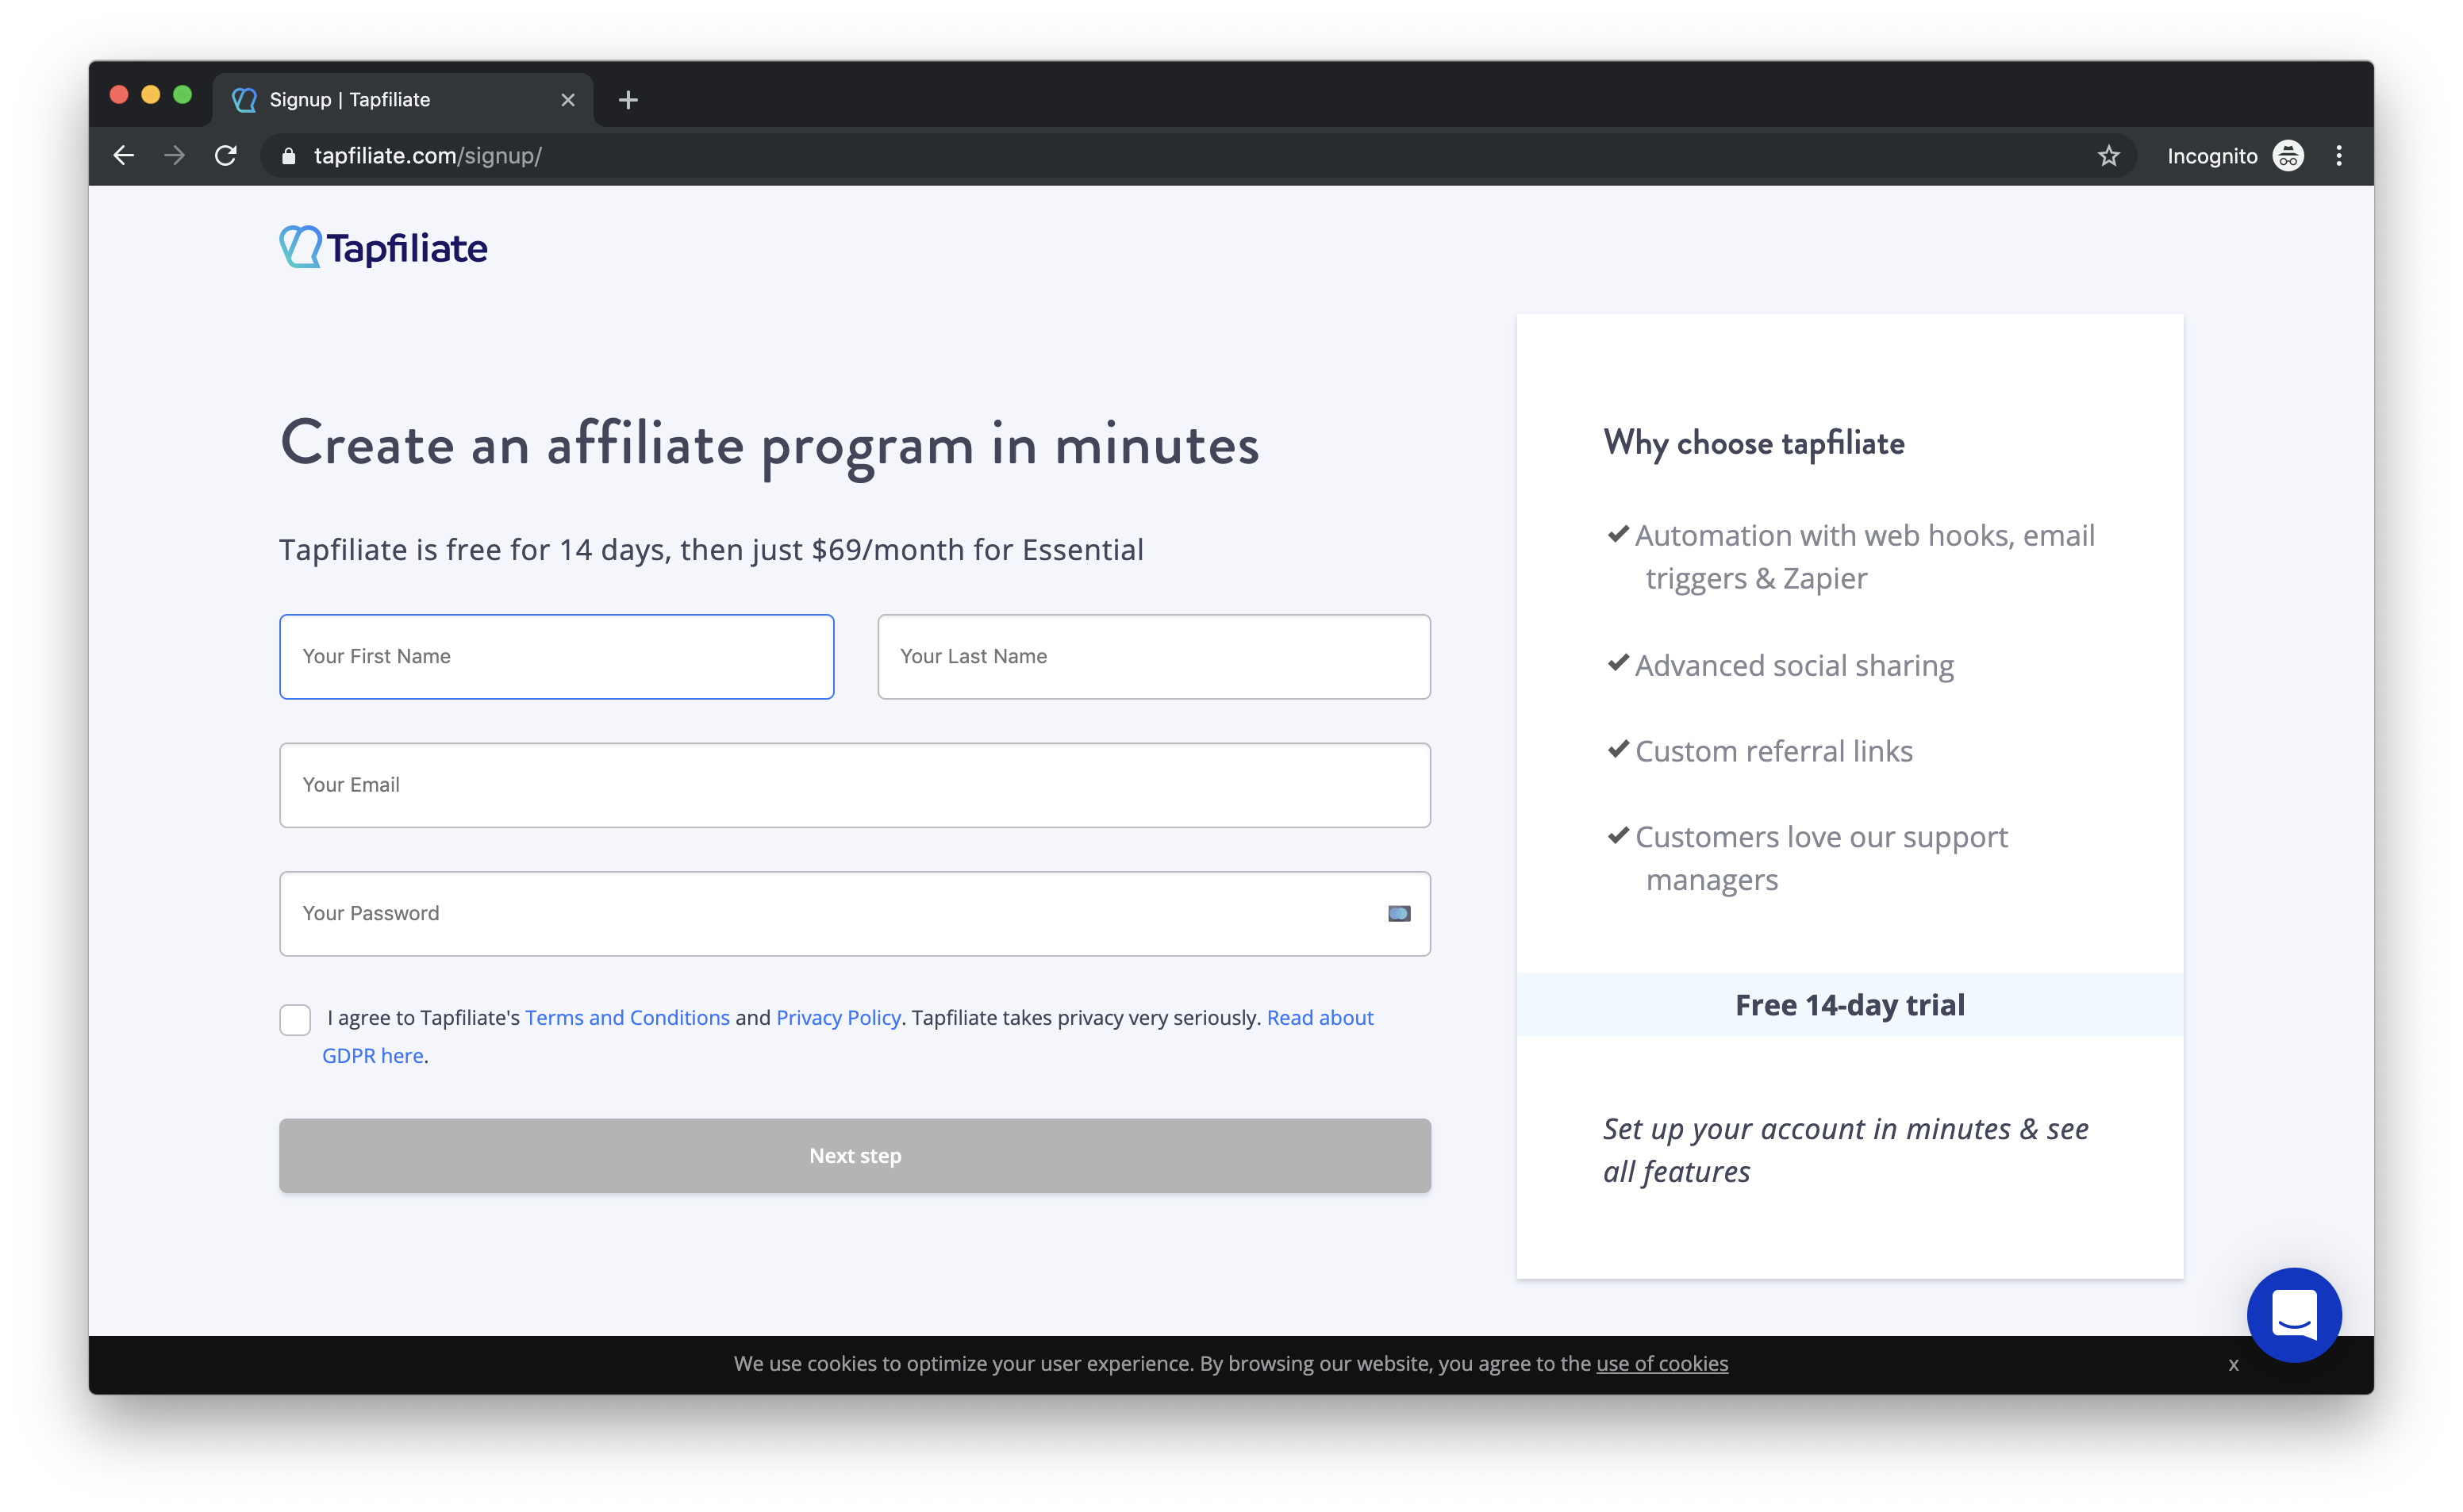 Signup | Tapfiliate
tapfiliate.com/signup/
Incognito
Tapfiliate
Create an affiliate program in minutes
Tapfiliate is free for 14 days, then just $69/month for Essential
Your First Name
Your Last Name
Your Email
Your Password
I agree to Tapfiliate's Terms and Conditions and Privacy Policy. Tapfiliate takes privacy very seriously. Read about
GDPR here.
Next step
Why choose tapfiliate
Automation with web hooks, email
triggers & Zapier
Advanced social sharing
Custom referral links
Customers love our support
managers
Free 14-day trial
Set up your account in minutes & see
all features
We use cookies to optimize your user experience. By browsing our website, you agree to the use of cookies
x